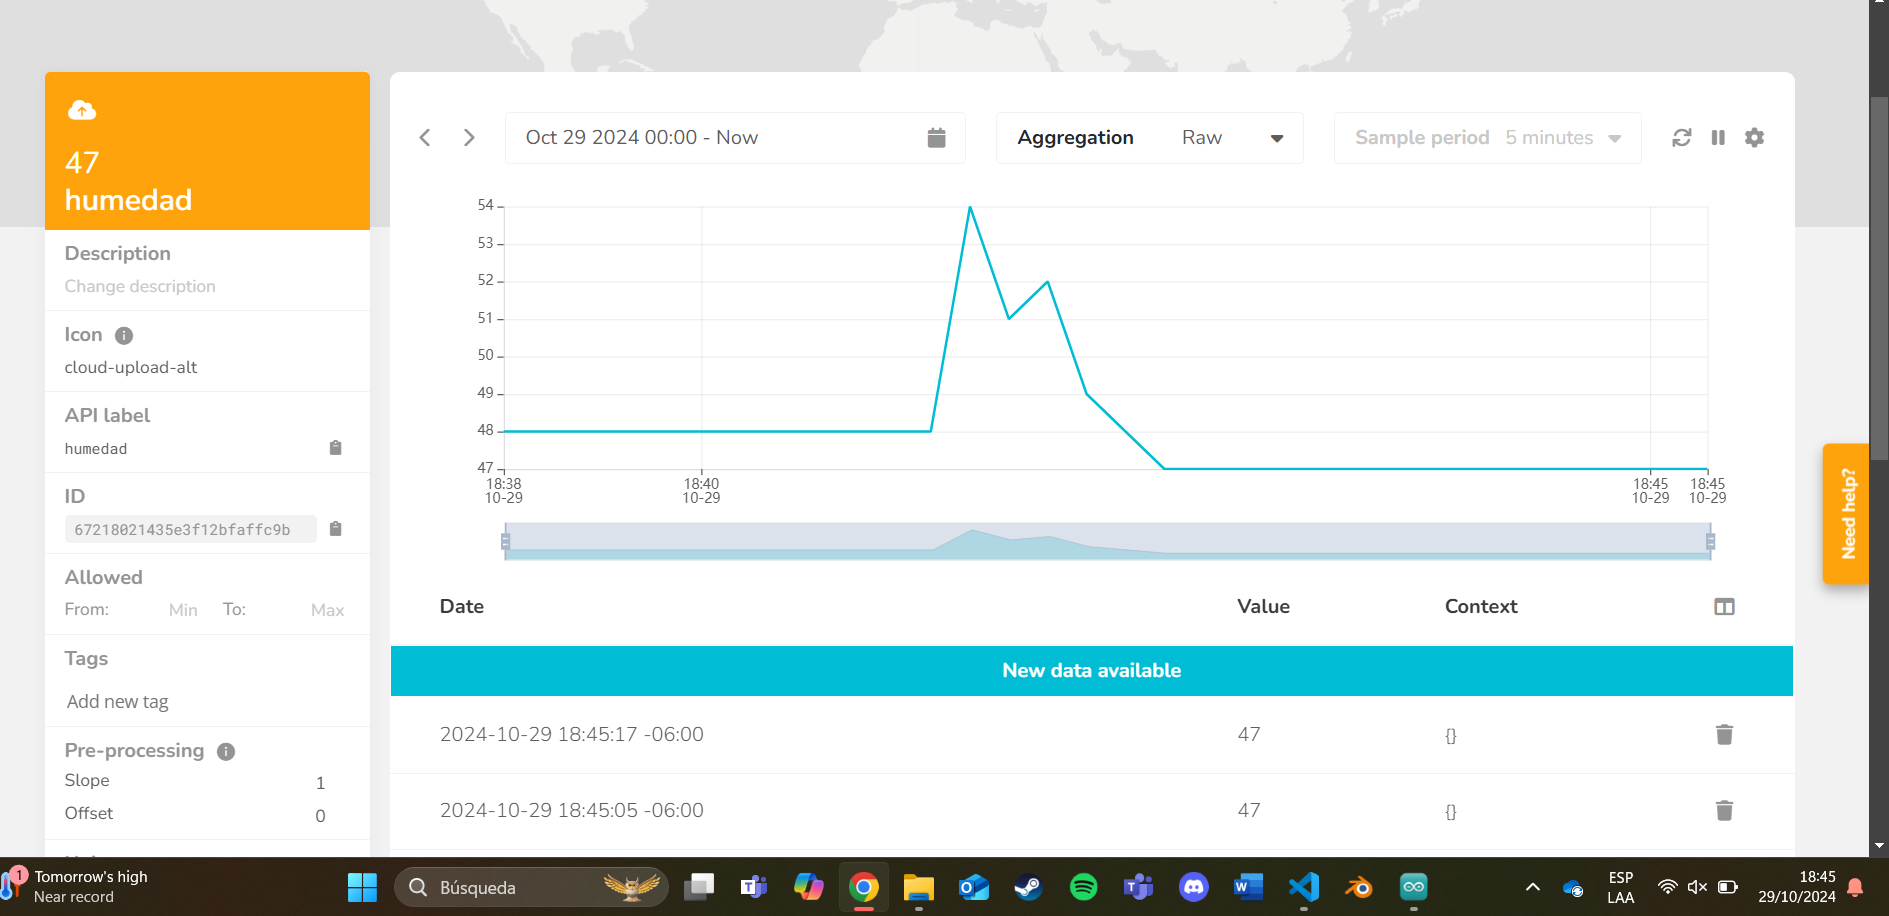 47
humedad
Description
Change description
Icon
cloud-upload-alt
API label
humedad
ID
67218021435e3f12bfaffc9b
Allowed
From: Min To: Max
Tags
Add new tag
Pre-processing
Slope 1
Offset 0
Oct 29 2024 00:00 - Now
Aggregation Raw
Sample period 5 minutes
54
53
52
51
50
49
48
47
18:38 18:40 18:45 18:45
10-29 10-29 10-29 10-29
Date Value Context
New data available
2024-10-29 18:45:17 -06:00 47 {}
2024-10-29 18:45:05 -06:00 47 {}
Need help?
1
Tomorrow's high
Near record
Búsqueda
ESP
LAA
18:45
29/10/2024